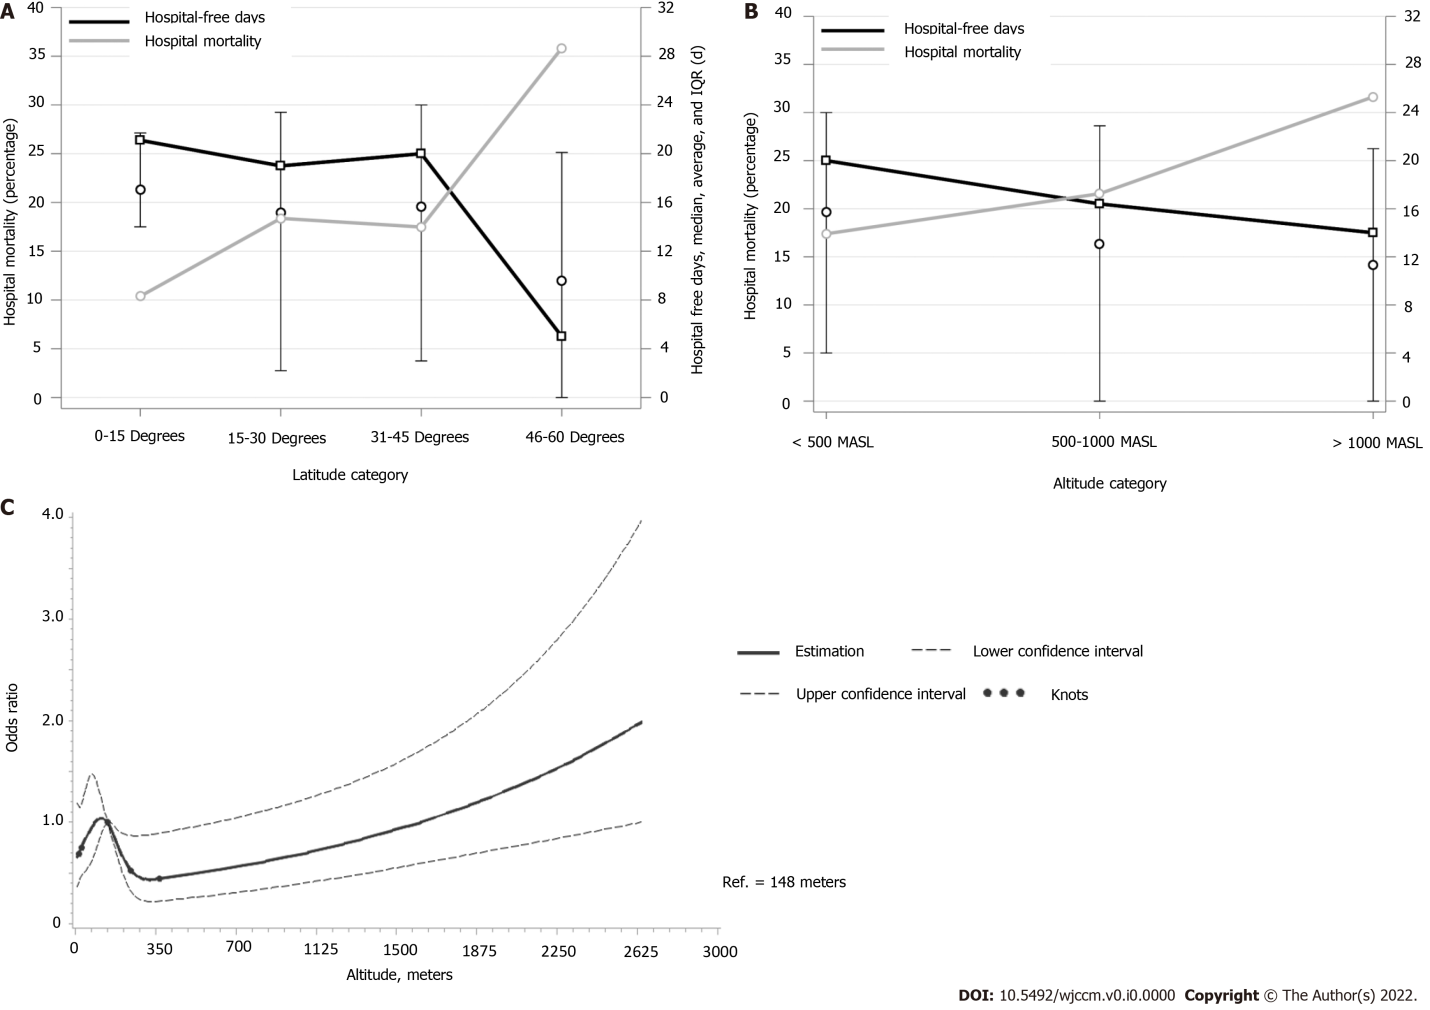 A
Hospital-free days
Hospital mortality
Hospital mortality (percentage)
40
35
30
25
20
15
10
5
0
32
28
24
20
16
12
8
4
0
Hospital free days, median, average, and IQR (d)
0-15 Degrees
15-30 Degrees
31-45 Degrees
46-60 Degrees
Latitude category
B
Hospital-free days
Hospital mortality
Hospital mortality (percentage)
40
35
30
25
20
15
10
5
0
32
28
24
20
16
12
8
4
0
< 500 MASL
500-1000 MASL
> 1000 MASL
Altitude category
C
Odds ratio
4.0
3.0
2.0
1.0
0
0
350
700
1125
1500
1875
2250
2625
3000
Altitude, meters
Estimation
Lower confidence interval
Upper confidence interval
Knots
Ref. = 148 meters
DOI: 10.5492/wjccm.v0.i0.0000 Copyright © The Author(s) 2022.